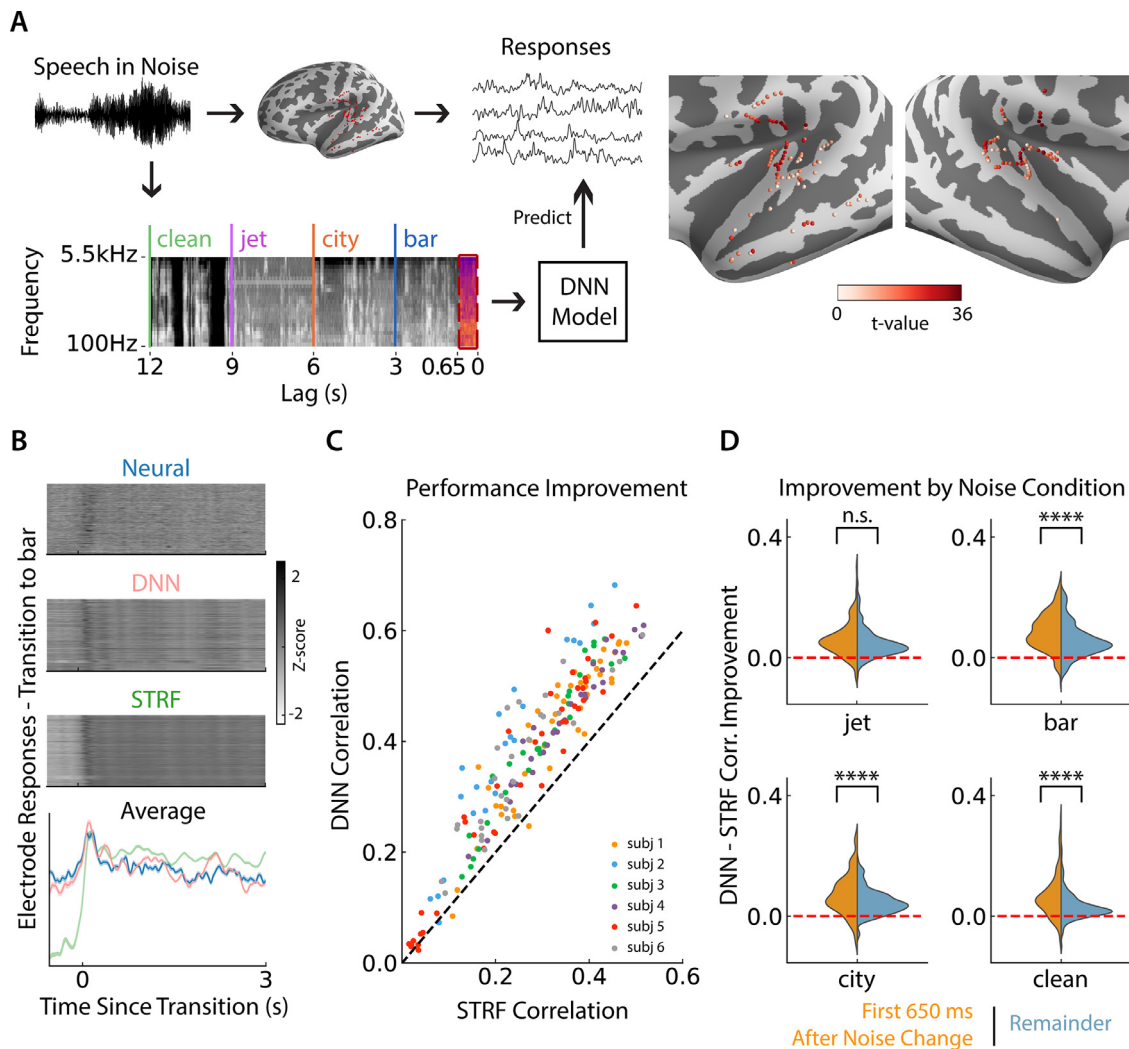 A
Speech in Noise
Responses
Predict
clean
jet
city
bar
5.5kHz
Frequency
100Hz
12
9
6
3
0.65
0
Lag (s)
DNN
Model
0
36
t-value
B
Electrode Responses - Transition to bar
Neural
DNN
STRF
2
Z-score
-2
Average
0
3
Time Since Transition (s)
C
Performance Improvement
0.8
0.6
0.4
0.2
0.0
DNN Correlation
0.2
0.4
0.6
STRF Correlation
subj 1
subj 2
subj 3
subj 4
subj 5
subj 6
D
Improvement by Noise Condition
DNN - STRF Corr. Improvement
n.s.
0.4
0.0
jet
****
0.4
0.0
bar
****
0.4
0.0
city
****
0.4
0.0
clean
First 650 ms
After Noise Change
Remainder